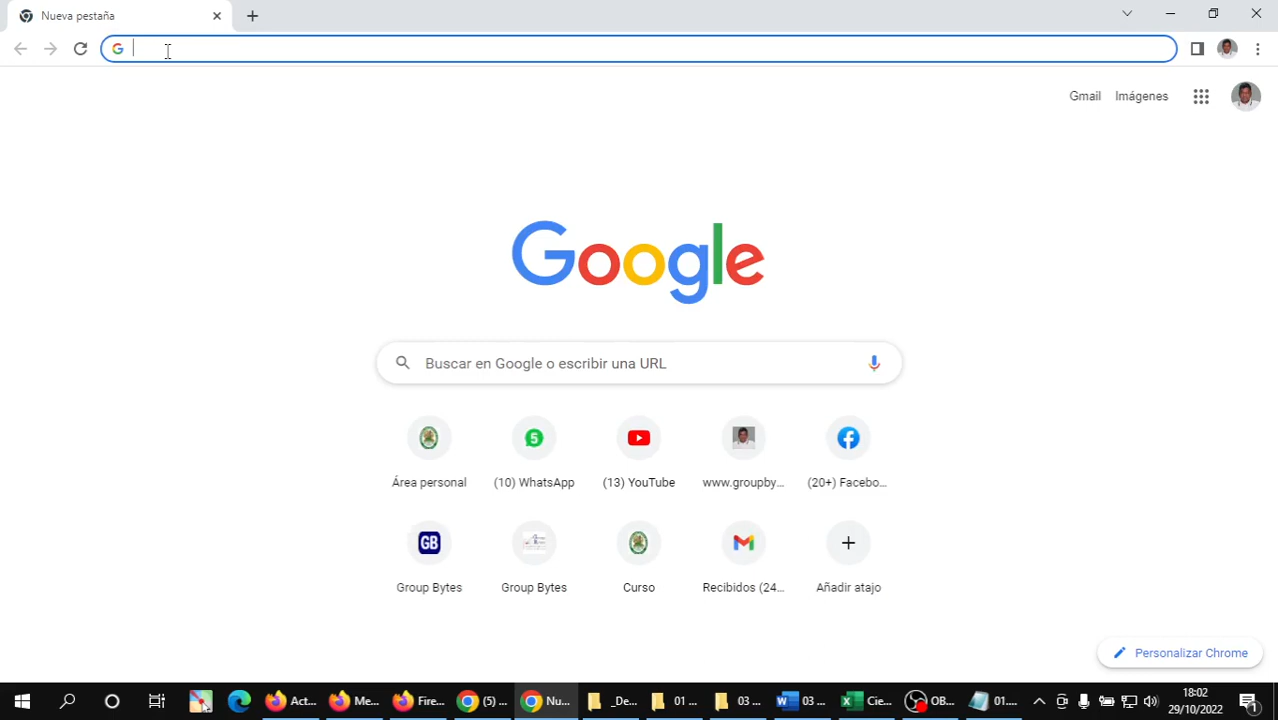 Nueva pestaña
Gmail
Imágenes
Google
Buscar en Google o escribir una URL
Área personal
(10) WhatsApp
(13) YouTube
www.groupby...
(20+) Facebo...
GB
Group Bytes
Group Bytes
Curso
Recibidos (24...
Añadir atajo
Personalizar Chrome
Act...
Me...
Fire...
(5) ...
Nu...
_De...
01 ...
03 ...
03 ...
Cie...
OB...
01....
18:02
29/10/2022